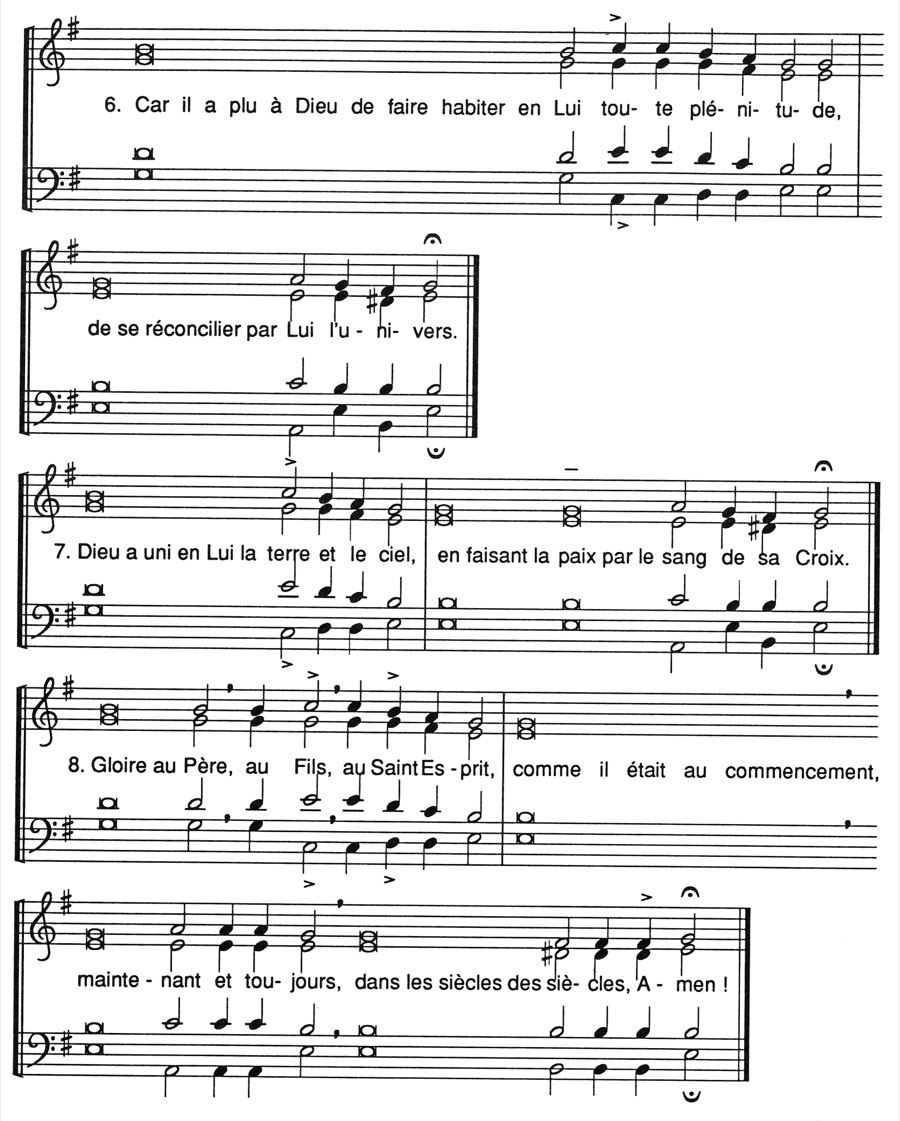 6. Car il a plu à Dieu de faire habiter en Lui tou- te plé- ni- tu- de,
de se réconcilier par Lui l'u - ni- vers.
7. Dieu a uni en Lui la terre et le ciel, en faisant la paix par le sang de sa Croix.
8. Gloire au Père, au Fils, au Saint Es - prit, comme il était au commencement,
mainte - nant et tou- jours, dans les siècles des siè- cles, A - men !